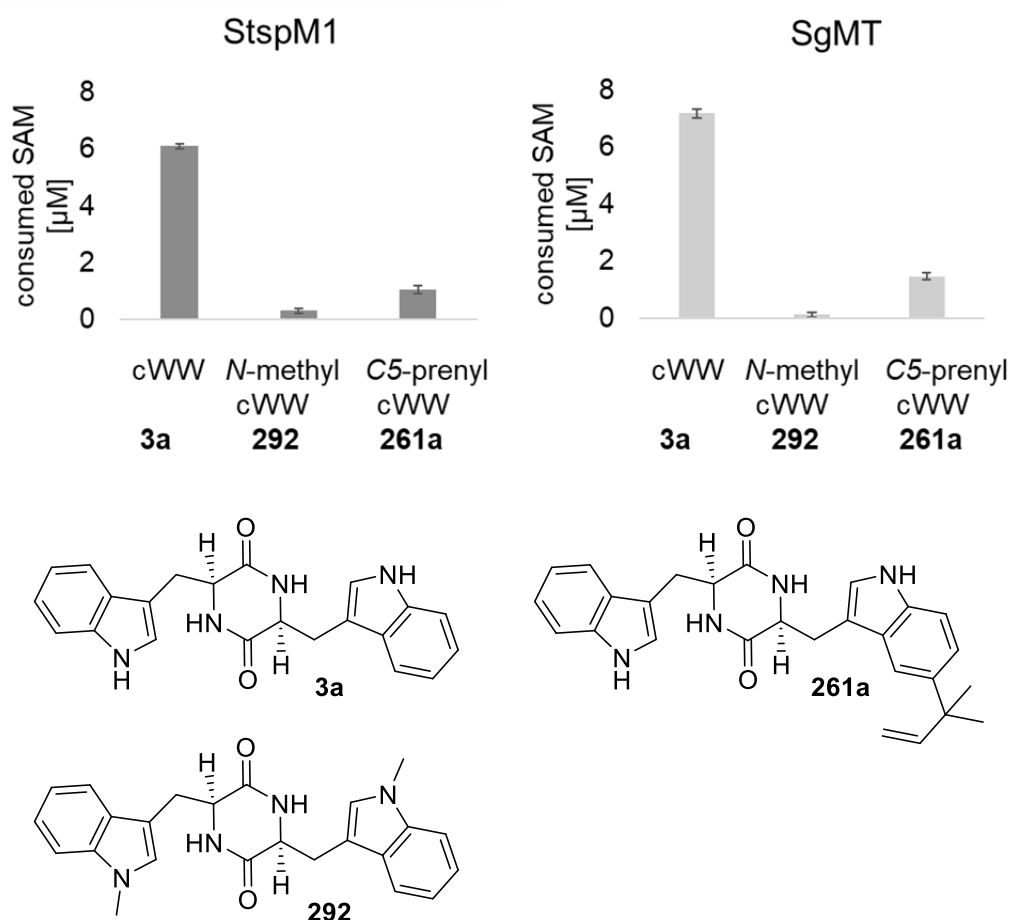 StspM1
consumed SAM
[µM]
8
6
4
2
0
cWW N-methyl C5-prenyl
cWW cWW
3a 292 261a
SgMT
consumed SAM
[µM]
8
6
4
2
0
cWW N-methyl C5-prenyl
cWW cWW
3a 292 261a
H
O
NH
NH
HN
N
H
O
H
3a
H
O
NH
NH
HN
N
H
O
H
261a
H
O
N
NH
HN
N
O
H
292